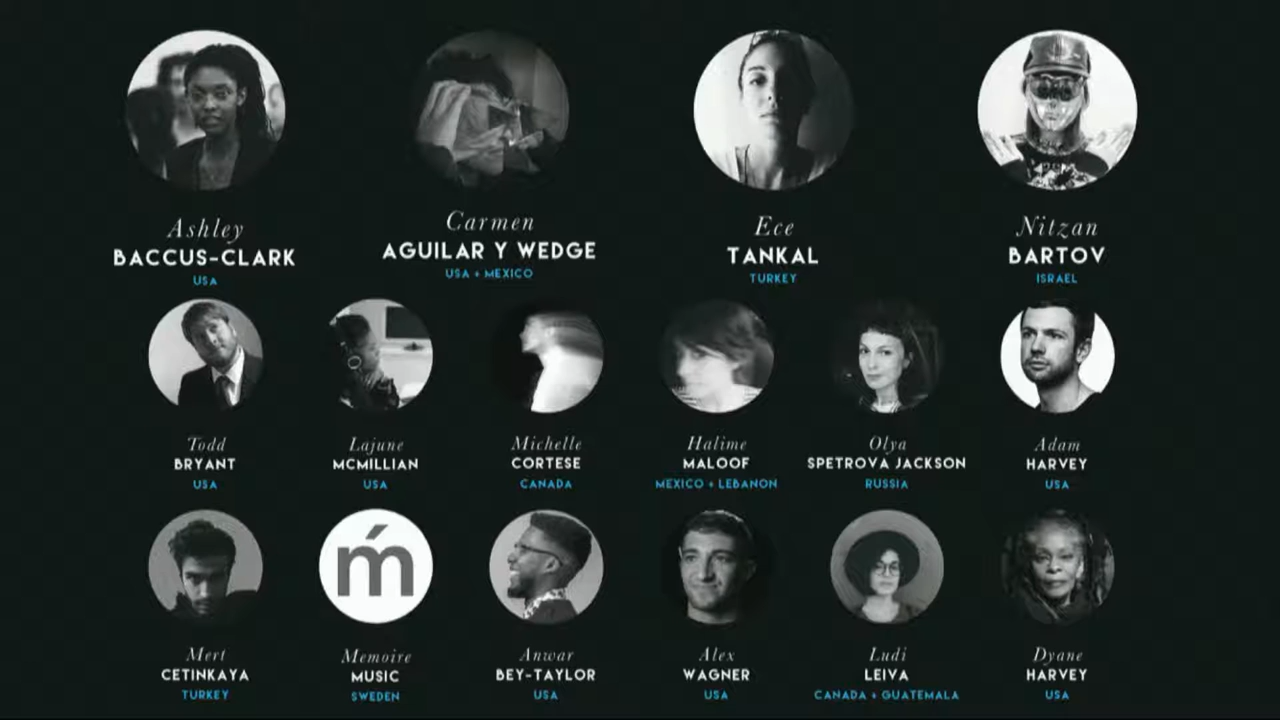 Ashley
BACCUS-CLARK
USA
Carmen
AGUILAR Y WEDGE
USA + MEXICO
Ece
TANKAL
TURKEY
Nitzan
BARTOV
ISRAEL
Todd
BRYANT
USA
Lajune
MCMILLIAN
USA
Michelle
CORTESE
CANADA
Halime
MALOOF
MEXICO + LEBANON
Olya
SPETROVA JACKSON
RUSSIA
Adam
HARVEY
USA
Mert
CETINKAYA
TURKEY
ḿ
Memoire
MUSIC
SWEDEN
Anwar
BEY-TAYLOR
USA
Alex
WAGNER
USA
Ludi
LEIVA
CANADA + GUATEMALA
Dyane
HARVEY
USA